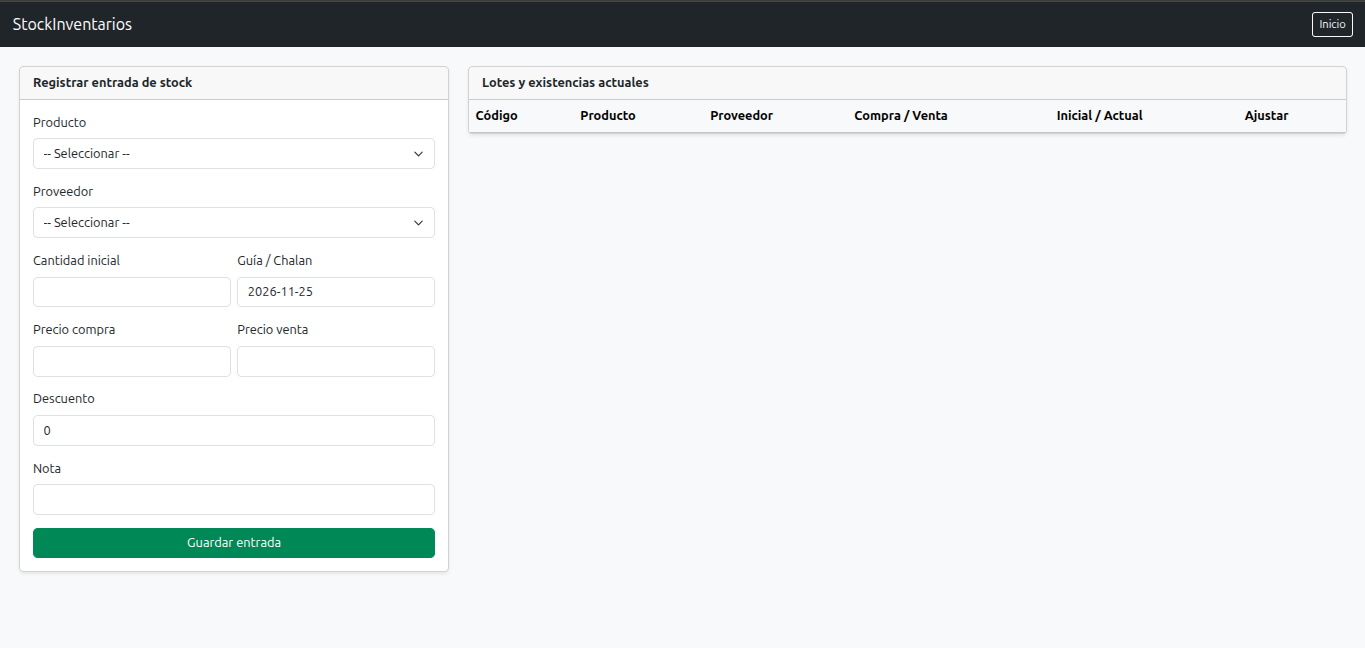 StockInventarios
Inicio
Registrar entrada de stock
Producto
-- Seleccionar --
Proveedor
-- Seleccionar --
Cantidad inicial Guía / Chalan
2026-11-25
Precio compra Precio venta
Descuento
0
Nota
Guardar entrada
Lotes y existencias actuales
Código Producto Proveedor Compra / Venta Inicial / Actual Ajustar